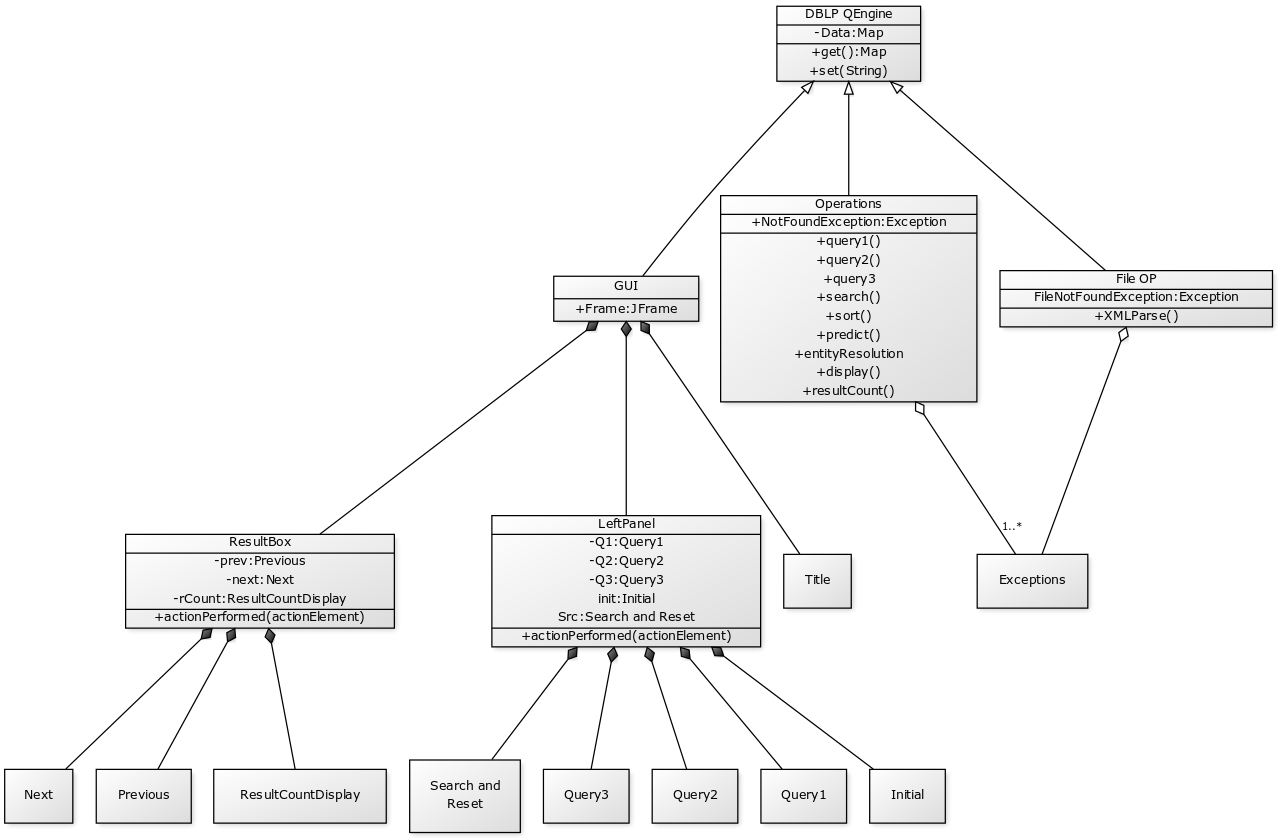 DBLP QEngine
-Data:Map
+get():Map
+set(String)
Operations
+NotFoundException:Exception
+query1()
+query2()
+query3
+search()
+sort()
+predict()
+entityResolution
+display()
+resultCount()
File OP
FileNotFoundException:Exception
+XMLParse()
GUI
+Frame:JFrame
1..*
ResultBox
-prev:Previous
-next:Next
-rCount:ResultCountDisplay
+actionPerformed(actionElement)
LeftPanel
-Q1:Query1
-Q2:Query2
-Q3:Query3
init:Initial
Src:Search and Reset
+actionPerformed(actionElement)
Title
Exceptions
Next
Previous
ResultCountDisplay
Search and
Reset
Query3
Query2
Query1
Initial